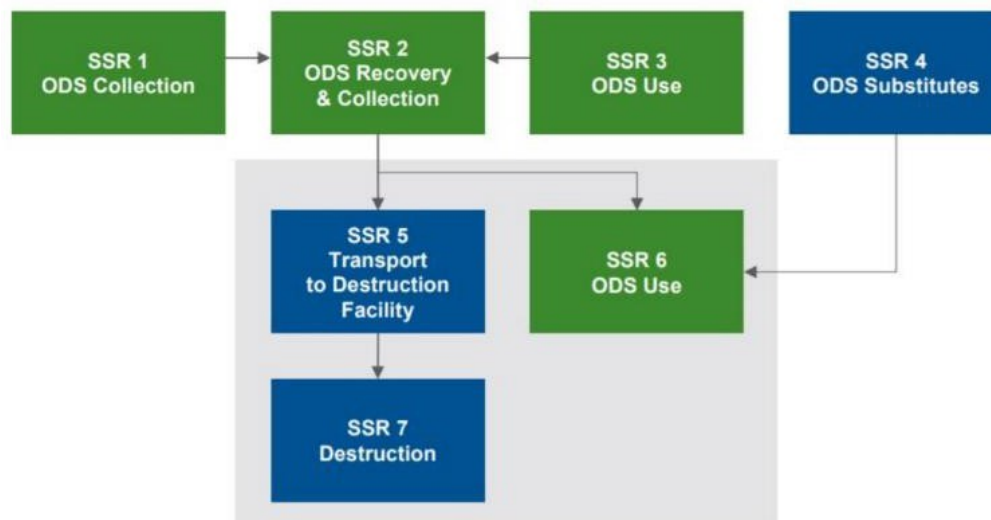 SSR 1
ODS Collection
SSR 2
ODS Recovery
& Collection
SSR 3
ODS Use
SSR 4
ODS Substitutes
SSR 5
Transport
to Destruction
Facility
SSR 6
ODS Use
SSR 7
Destruction